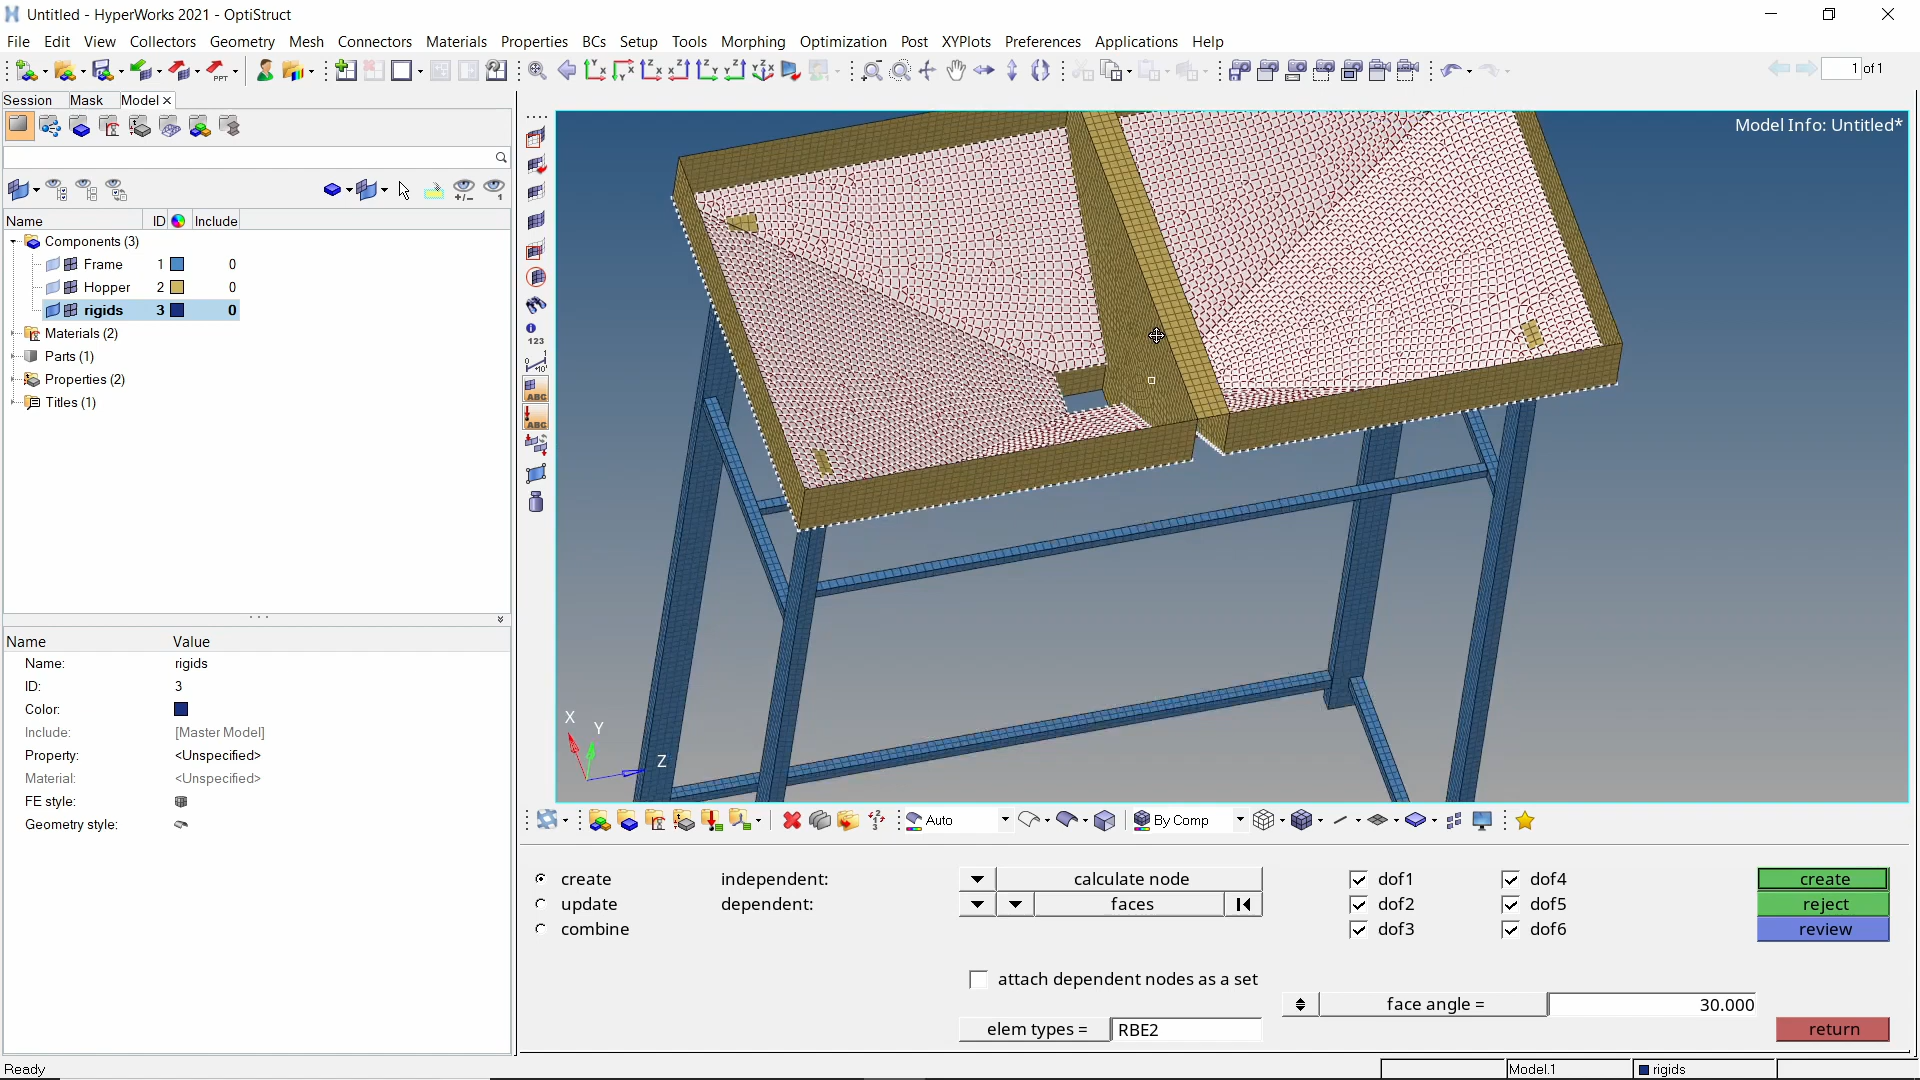 Untitled - HyperWorks 2021 - OptiStruct
File Edit View Collectors Geometry Mesh Connectors Materials Properties BCs Setup Tools Morphing Optimization Post XYPlots Preferences Applications Help
1 of 1
Session Mask Model
Model Info: Untitled*
Name ID Include
Components (3)
Frame 1 0
Hopper 2 0
rigids 3 0
Materials (2)
Parts (1)
Properties (2)
Titles (1)
Name Value
Name: rigids
ID: 3
Color:
Include: [Master Model]
Property: <Unspecified>
Material: <Unspecified>
FE style:
Geometry style:
123
ABC
ABC
X
Y
Z
Auto By Comp
create independent: calculate node dof1 dof4 create
update dependent: faces dof2 dof5 reject
combine dof3 dof6 review
attach dependent nodes as a set
face angle = 30.000
elem types = RBE2 return
Ready Model.1 rigids